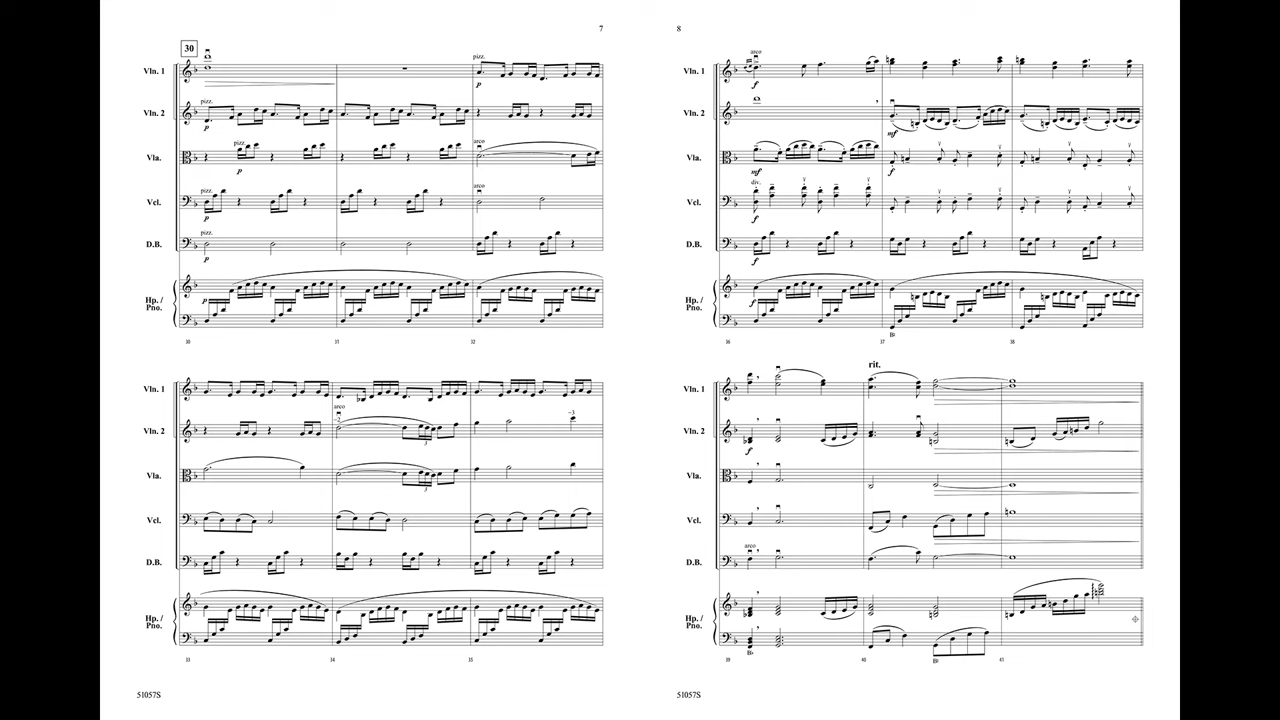 7
30
Vln. 1
pizz.
p
Vln. 2
pizz.
p
Vla.
pizz.
p
arco
Vcl.
pizz.
p
arco
D.B.
pizz.
p
Hp. /
Pno.
p
30
31
32
Vln. 1
Vln. 2
arco
-2
3
-3
Vla.
3
Vcl.
D.B.
Hp. /
Pno.
33
34
35
51057S
8
Vln. 1
arco
f
Vln. 2
mf
Vla.
mf
f
Vcl.
div.
f
D.B.
f
Hp. /
Pno.
f
B♮
36
37
38
rit.
Vln. 1
Vln. 2
f
Vla.
Vcl.
D.B.
arco
Hp. /
Pno.
B♭
B♮
39
40
41
51057S